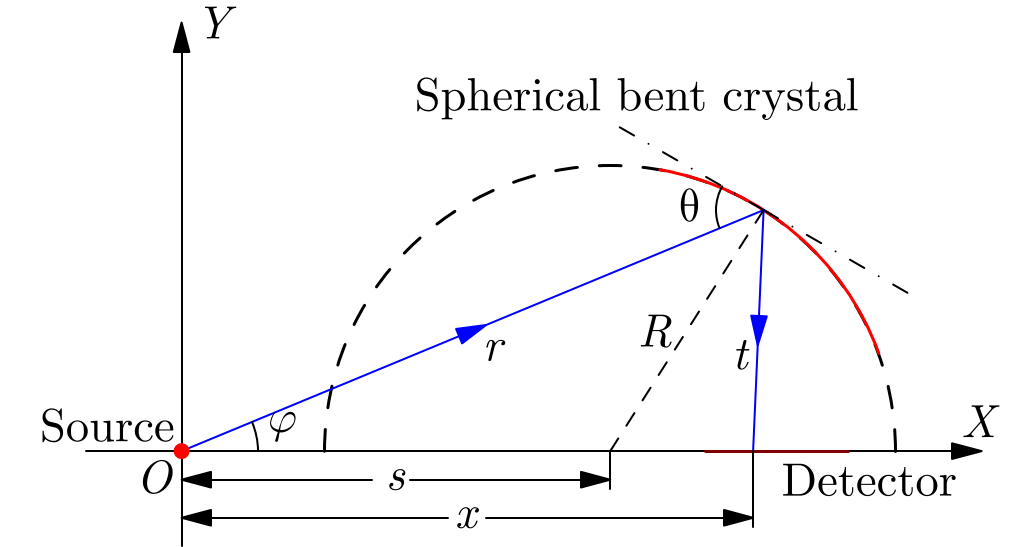 Y
Spherical bent crystal
θ
R
t
r
φ
Source
X
O
s
Detector
x